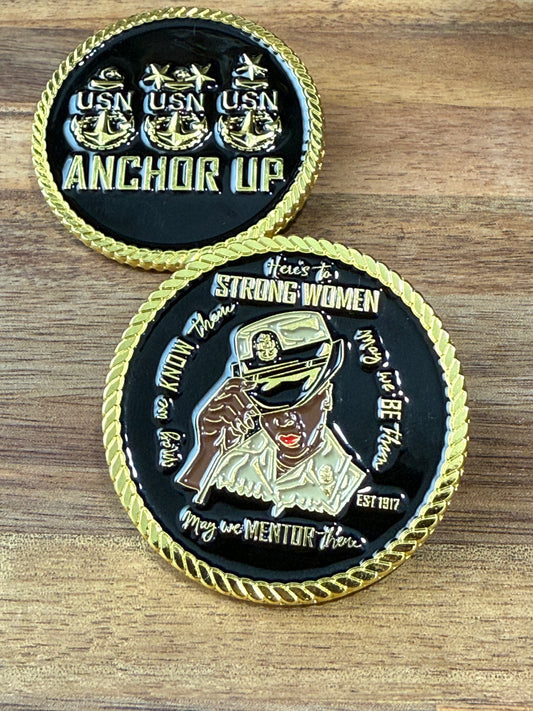 USN USN USN
ANCHOR UP
Here's to
STRONG WOMEN
May we KNOW them
May we BE them
May we MENTOR them
EST 1917